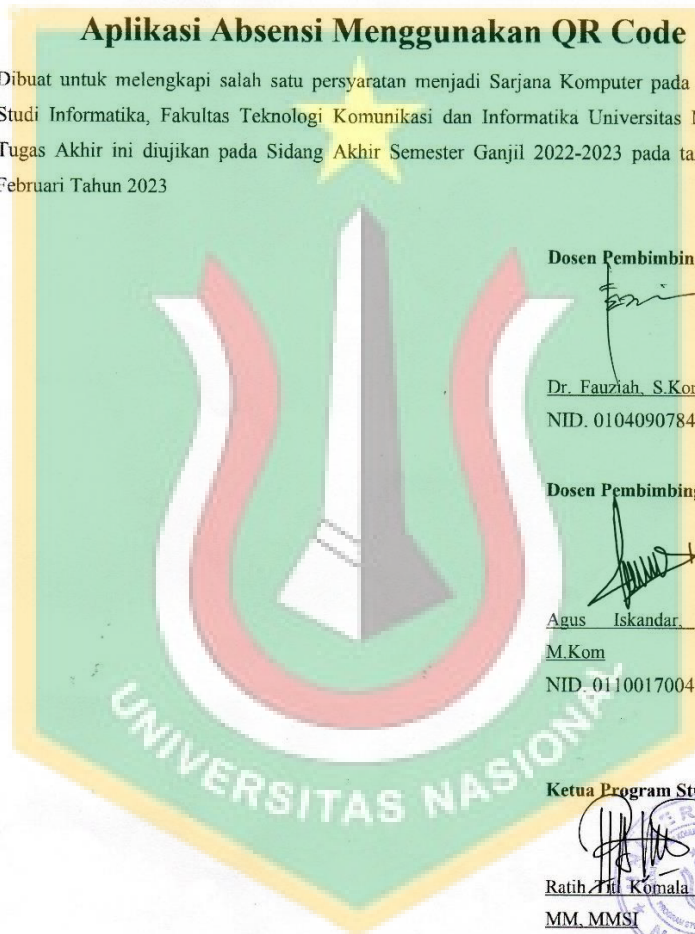 Aplikasi Absensi Menggunakan QR Code
Dibuat untuk melengkapi salah satu persyaratan menjadi Sarjana Komputer pada
Studi Informatika, Fakultas Teknologi Komunikasi dan Informatika Universitas
Tugas Akhir ini diujikan pada Sidang Akhir Semester Ganjil 2022-2023 pada
Februari Tahun 2023
Dosen Pembimbin
Dr. Fauziah, S.Kom
NID. 0104090784
Dosen Pembimbing
Agus Iskandar,
M.Kom
NID. 0110017004
UNIVERSITAS NASIONAL
Ketua Program Stu
Ratih Titi Komala
MM, MMSI